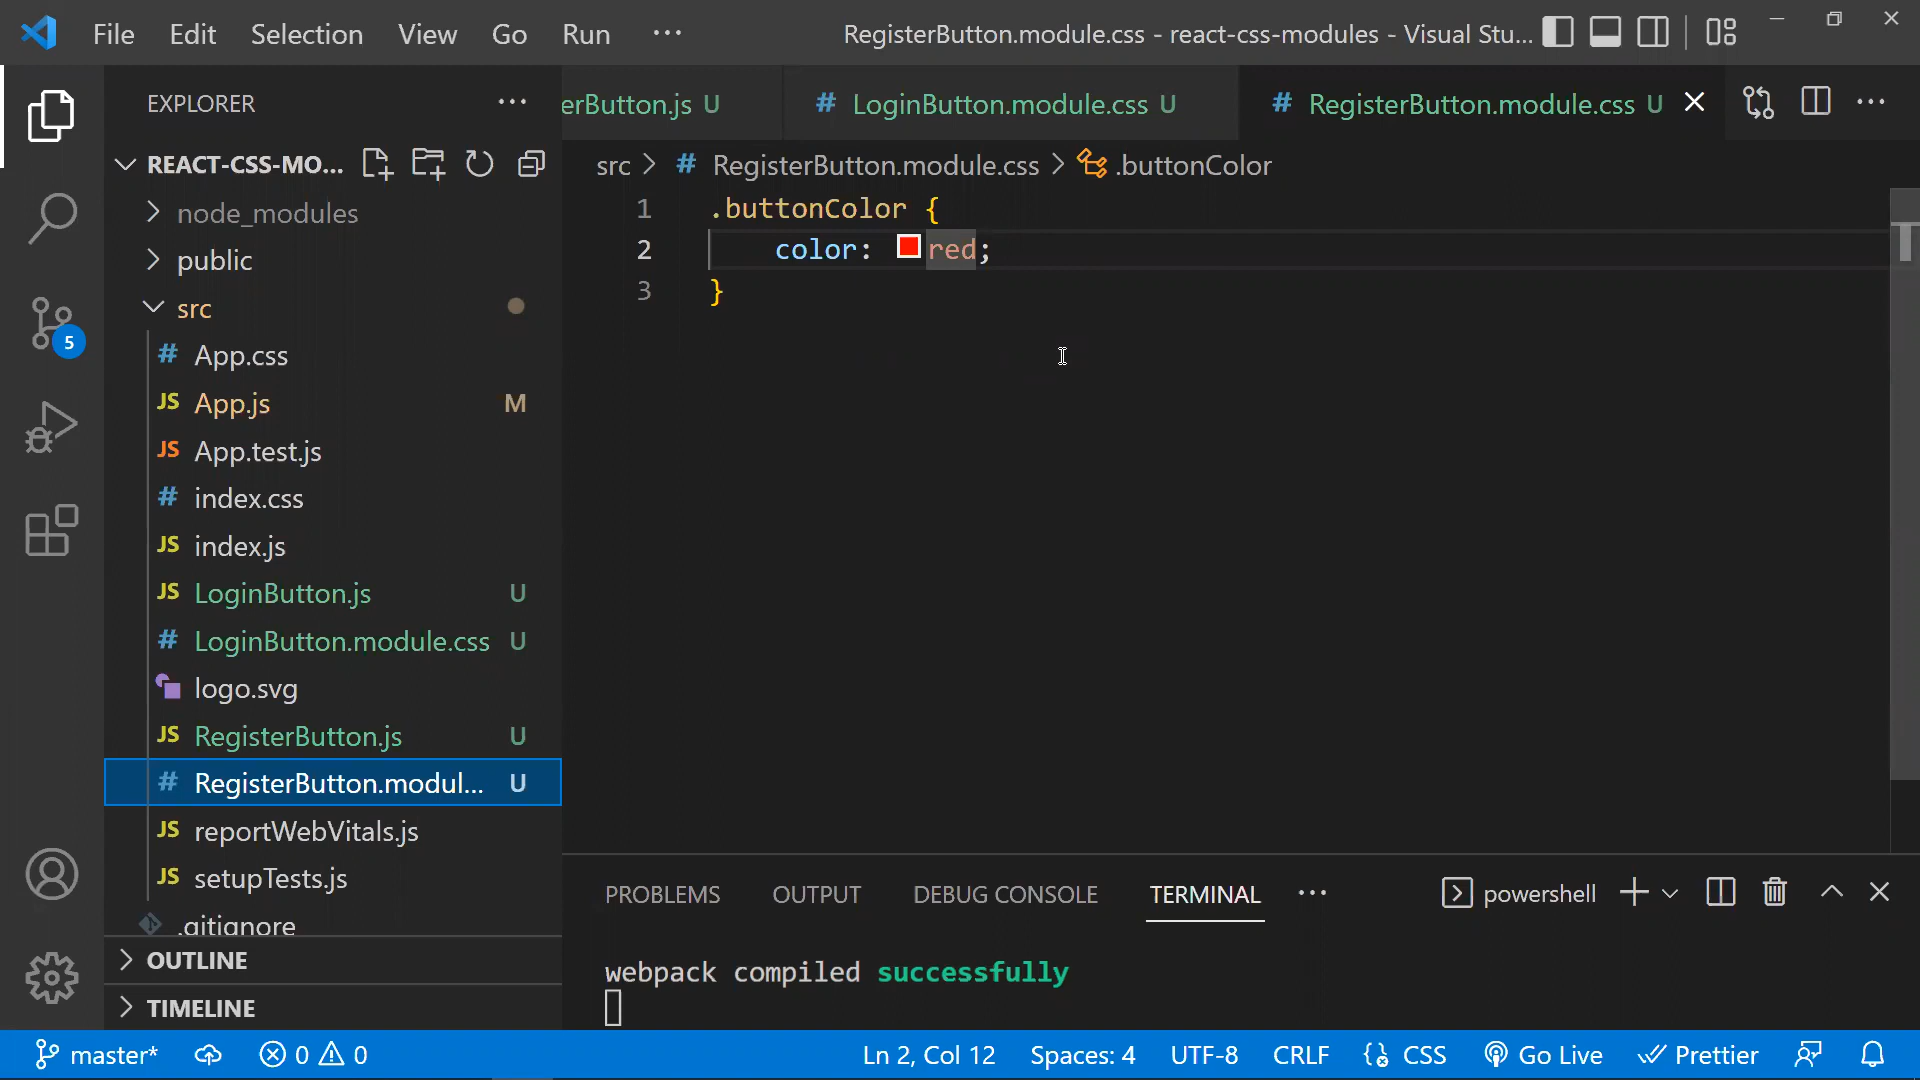 File Edit Selection View Go Run ···
RegisterButton.module.css - react-css-modules - Visual Stu...
EXPLORER ···
REACT-CSS-MO...
node_modules
public
src
# App.css
JS App.js M
JS App.test.js
# index.css
JS index.js
JS LoginButton.js U
# LoginButton.module.css U
logo.svg
JS RegisterButton.js U
# RegisterButton.modul... U
JS reportWebVitals.js
JS setupTests.js
.gitignore
OUTLINE
TIMELINE
5
erButton.js U
# LoginButton.module.css U
# RegisterButton.module.css U
src > # RegisterButton.module.css > .buttonColor
1 .buttonColor {
2 color: red;
3 }
PROBLEMS OUTPUT DEBUG CONSOLE TERMINAL ···
powershell
webpack compiled successfully
master* 0 0
Ln 2, Col 12 Spaces: 4 UTF-8 CRLF CSS Go Live Prettier